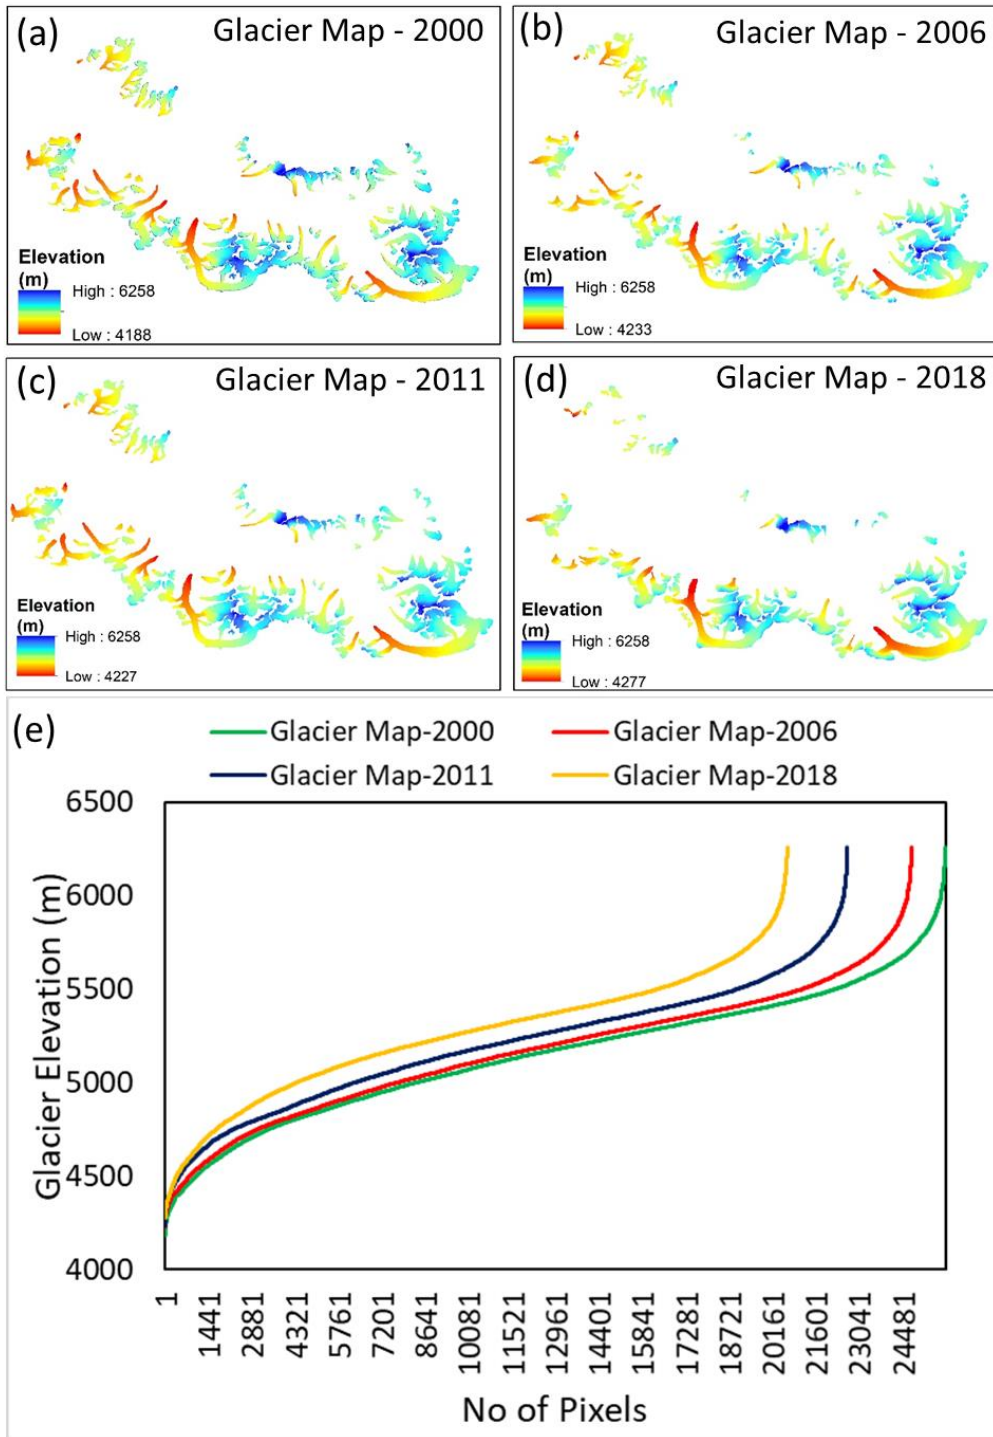 (a) Glacier Map - 2000
Elevation
(m)
High : 6258
Low : 4188
(b) Glacier Map - 2006
Elevation
(m)
High : 6258
Low : 4233
(c) Glacier Map - 2011
Elevation
(m)
High : 6258
Low : 4227
(d) Glacier Map - 2018
Elevation
(m)
High : 6258
Low : 4277
(e)
Glacier Map-2000
Glacier Map-2006
Glacier Map-2011
Glacier Map-2018
Glacier Elevation (m)
6500
6000
5500
5000
4500
4000
1 1441 2881 4321 5761 7201 8641 10081 11521 12961 14401 15841 17281 18721 20161 21601 23041 24481
No of Pixels